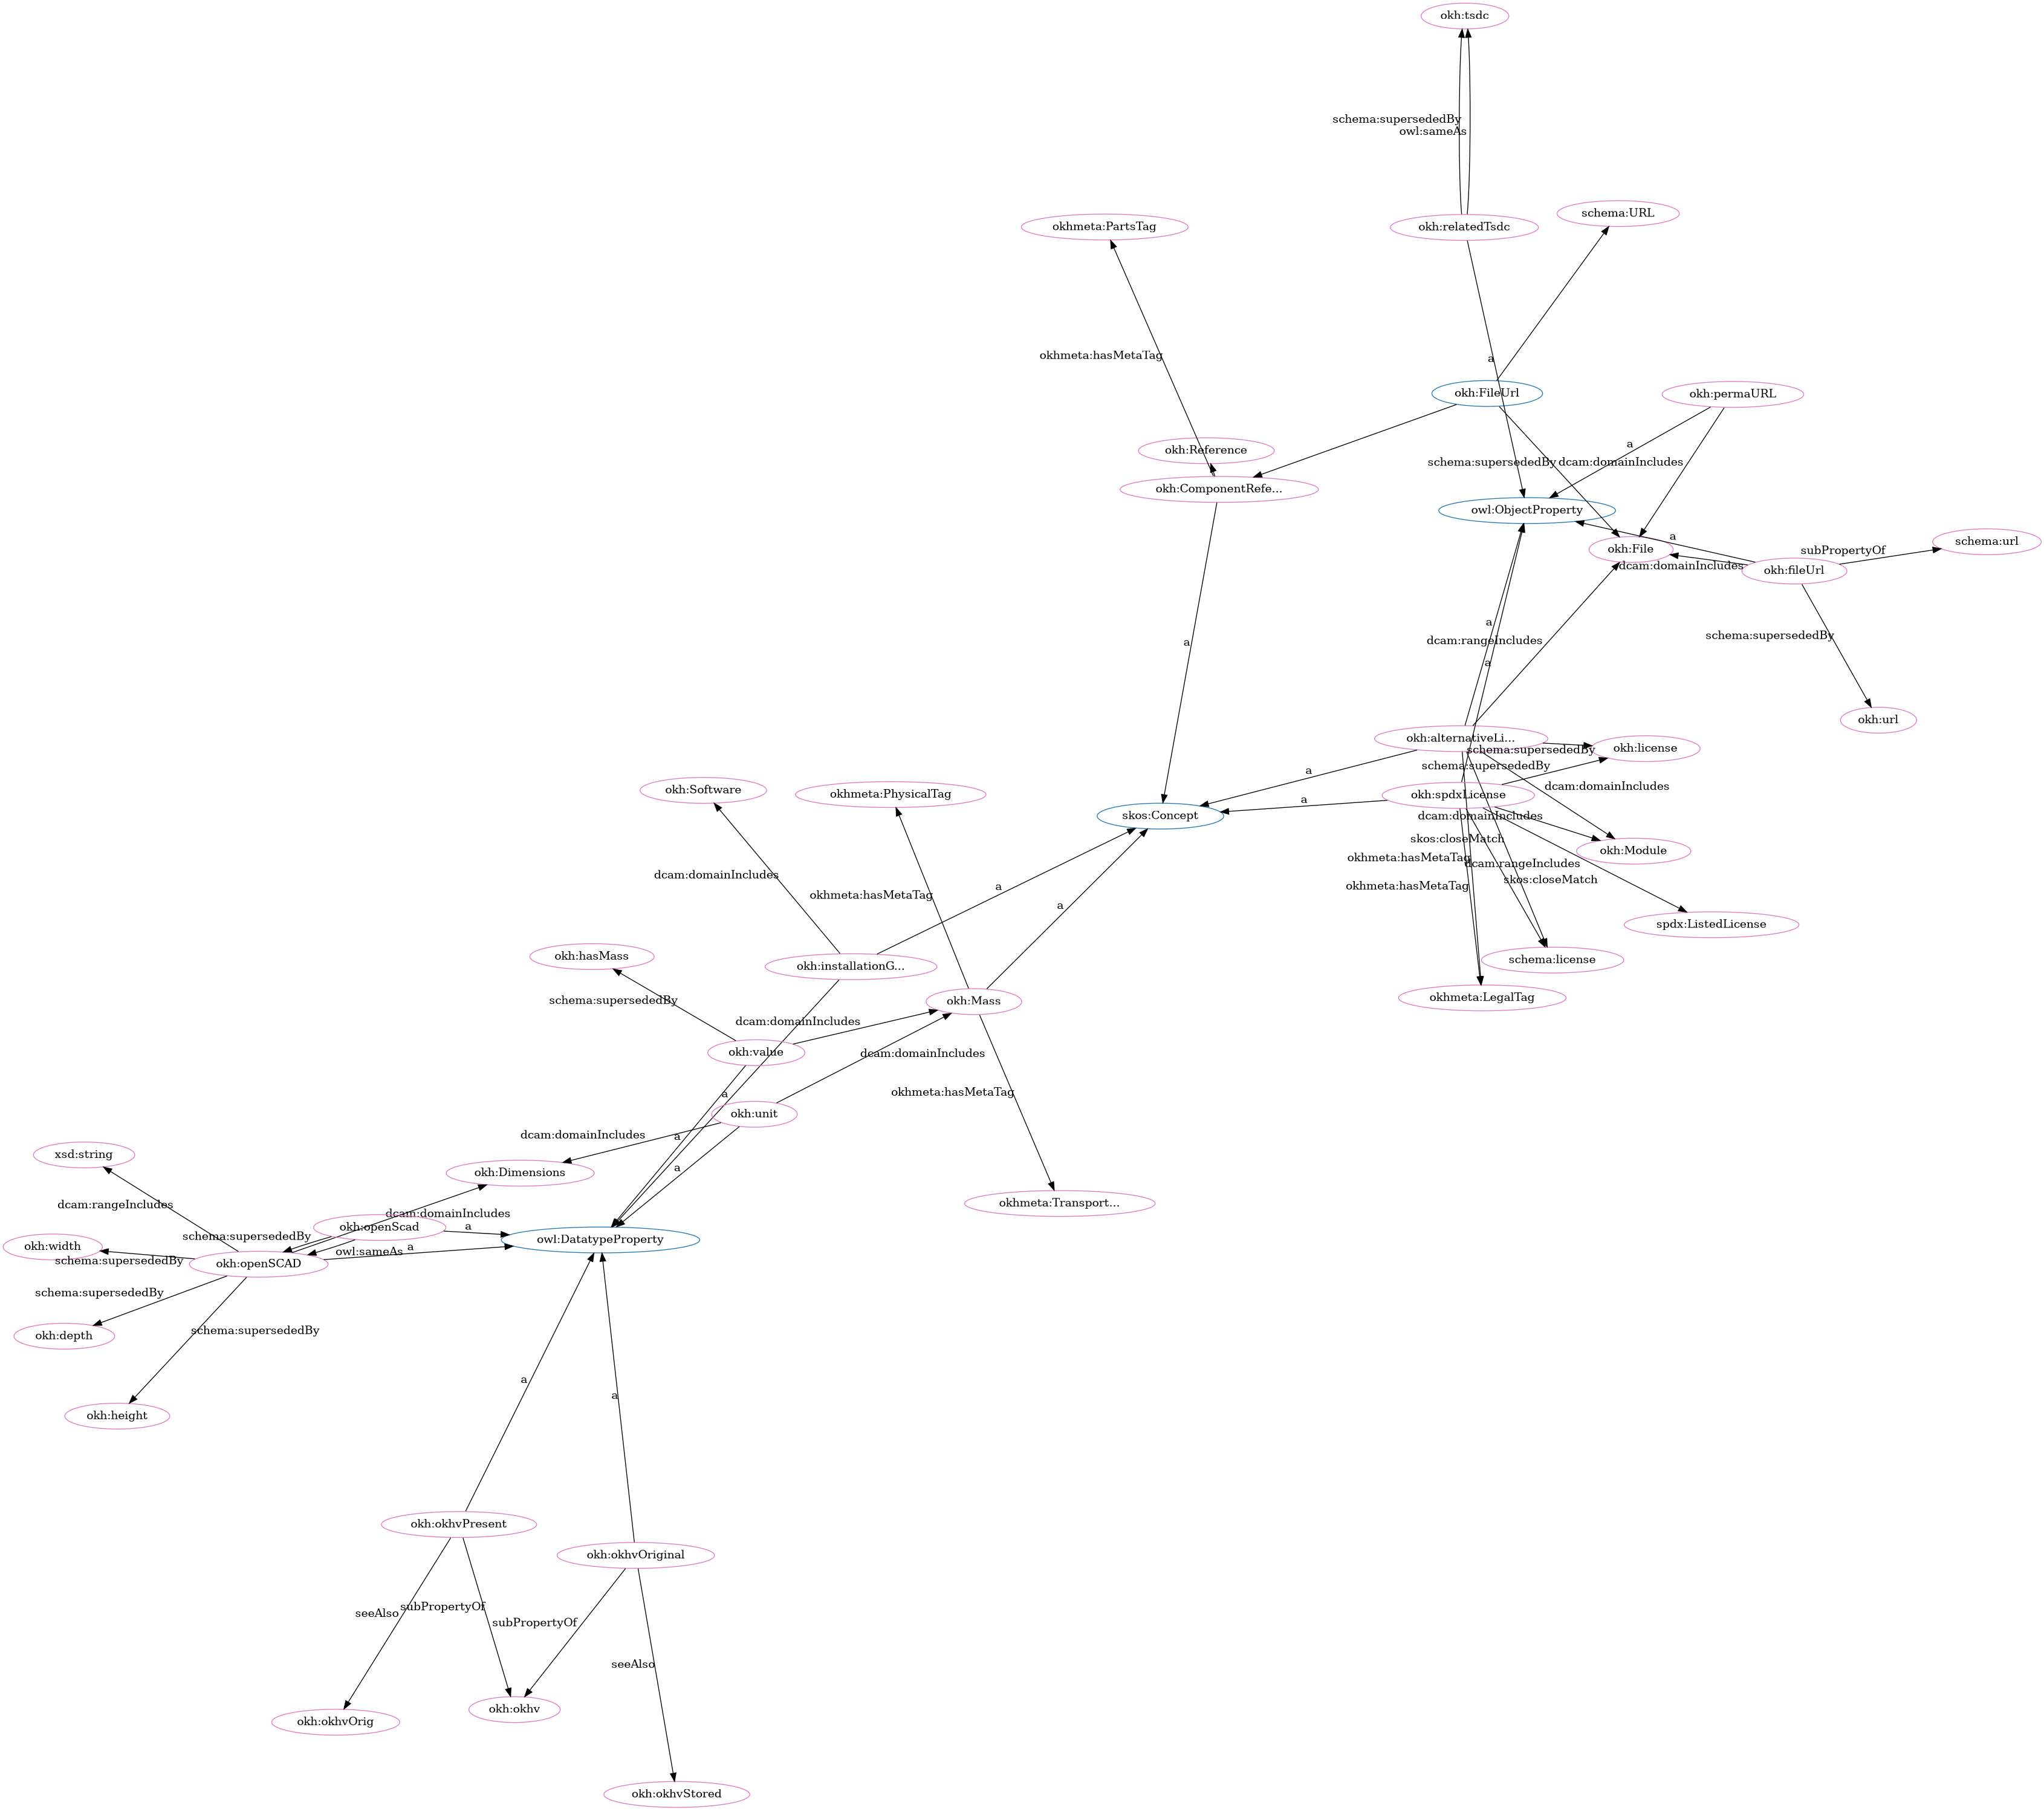 okh:tsdc
schema:supersededBy
owl:sameAs
schema:URL
okhmeta:PartsTag
okh:relatedTsdc
okhmeta:hasMetaTag
a
okh:FileUrl
okh:permaURL
a
okh:Reference
schema:supersededBy
dcam:domainIncludes
okh:ComponentRefe...
owl:ObjectProperty
a
schema:url
okh:File
subPropertyOf
dcam:domainIncludes
okh:fileUrl
a
dcam:rangeIncludes
a
a
schema:supersededBy
okh:url
okh:alternativeLi...
okh:license
schema:supersededBy
schema:supersededBy
a
okh:Software
okhmeta:PhysicalTag
okh:spdxLicense
dcam:domainIncludes
a
skos:Concept
dcam:domainIncludes
skos:closeMatch
okh:Module
okhmeta:hasMetaTag
dcam:rangeIncludes
dcam:domainIncludes
okhmeta:hasMetaTag
skos:closeMatch
a
okhmeta:hasMetaTag
a
spdx:ListedLicense
okh:hasMass
okh:installationG...
schema:license
schema:supersededBy
okh:Mass
okhmeta:LegalTag
dcam:domainIncludes
okh:value
dcam:domainIncludes
okhmeta:hasMetaTag
a
okh:unit
dcam:domainIncludes
a
xsd:string
okh:Dimensions
a
dcam:rangeIncludes
okhmeta:Transport...
dcam:domainIncludes
okh:openScad
a
schema:supersededBy
owl:DatatypeProperty
okh:width
owl:sameAs
a
schema:supersededBy
okh:openSCAD
schema:supersededBy
schema:supersededBy
okh:depth
a
a
okh:height
okh:okhvPresent
okh:okhvOriginal
seeAlso
subPropertyOf
subPropertyOf
seeAlso
okh:okhvOrig
okh:okhv
okh:okhvStored